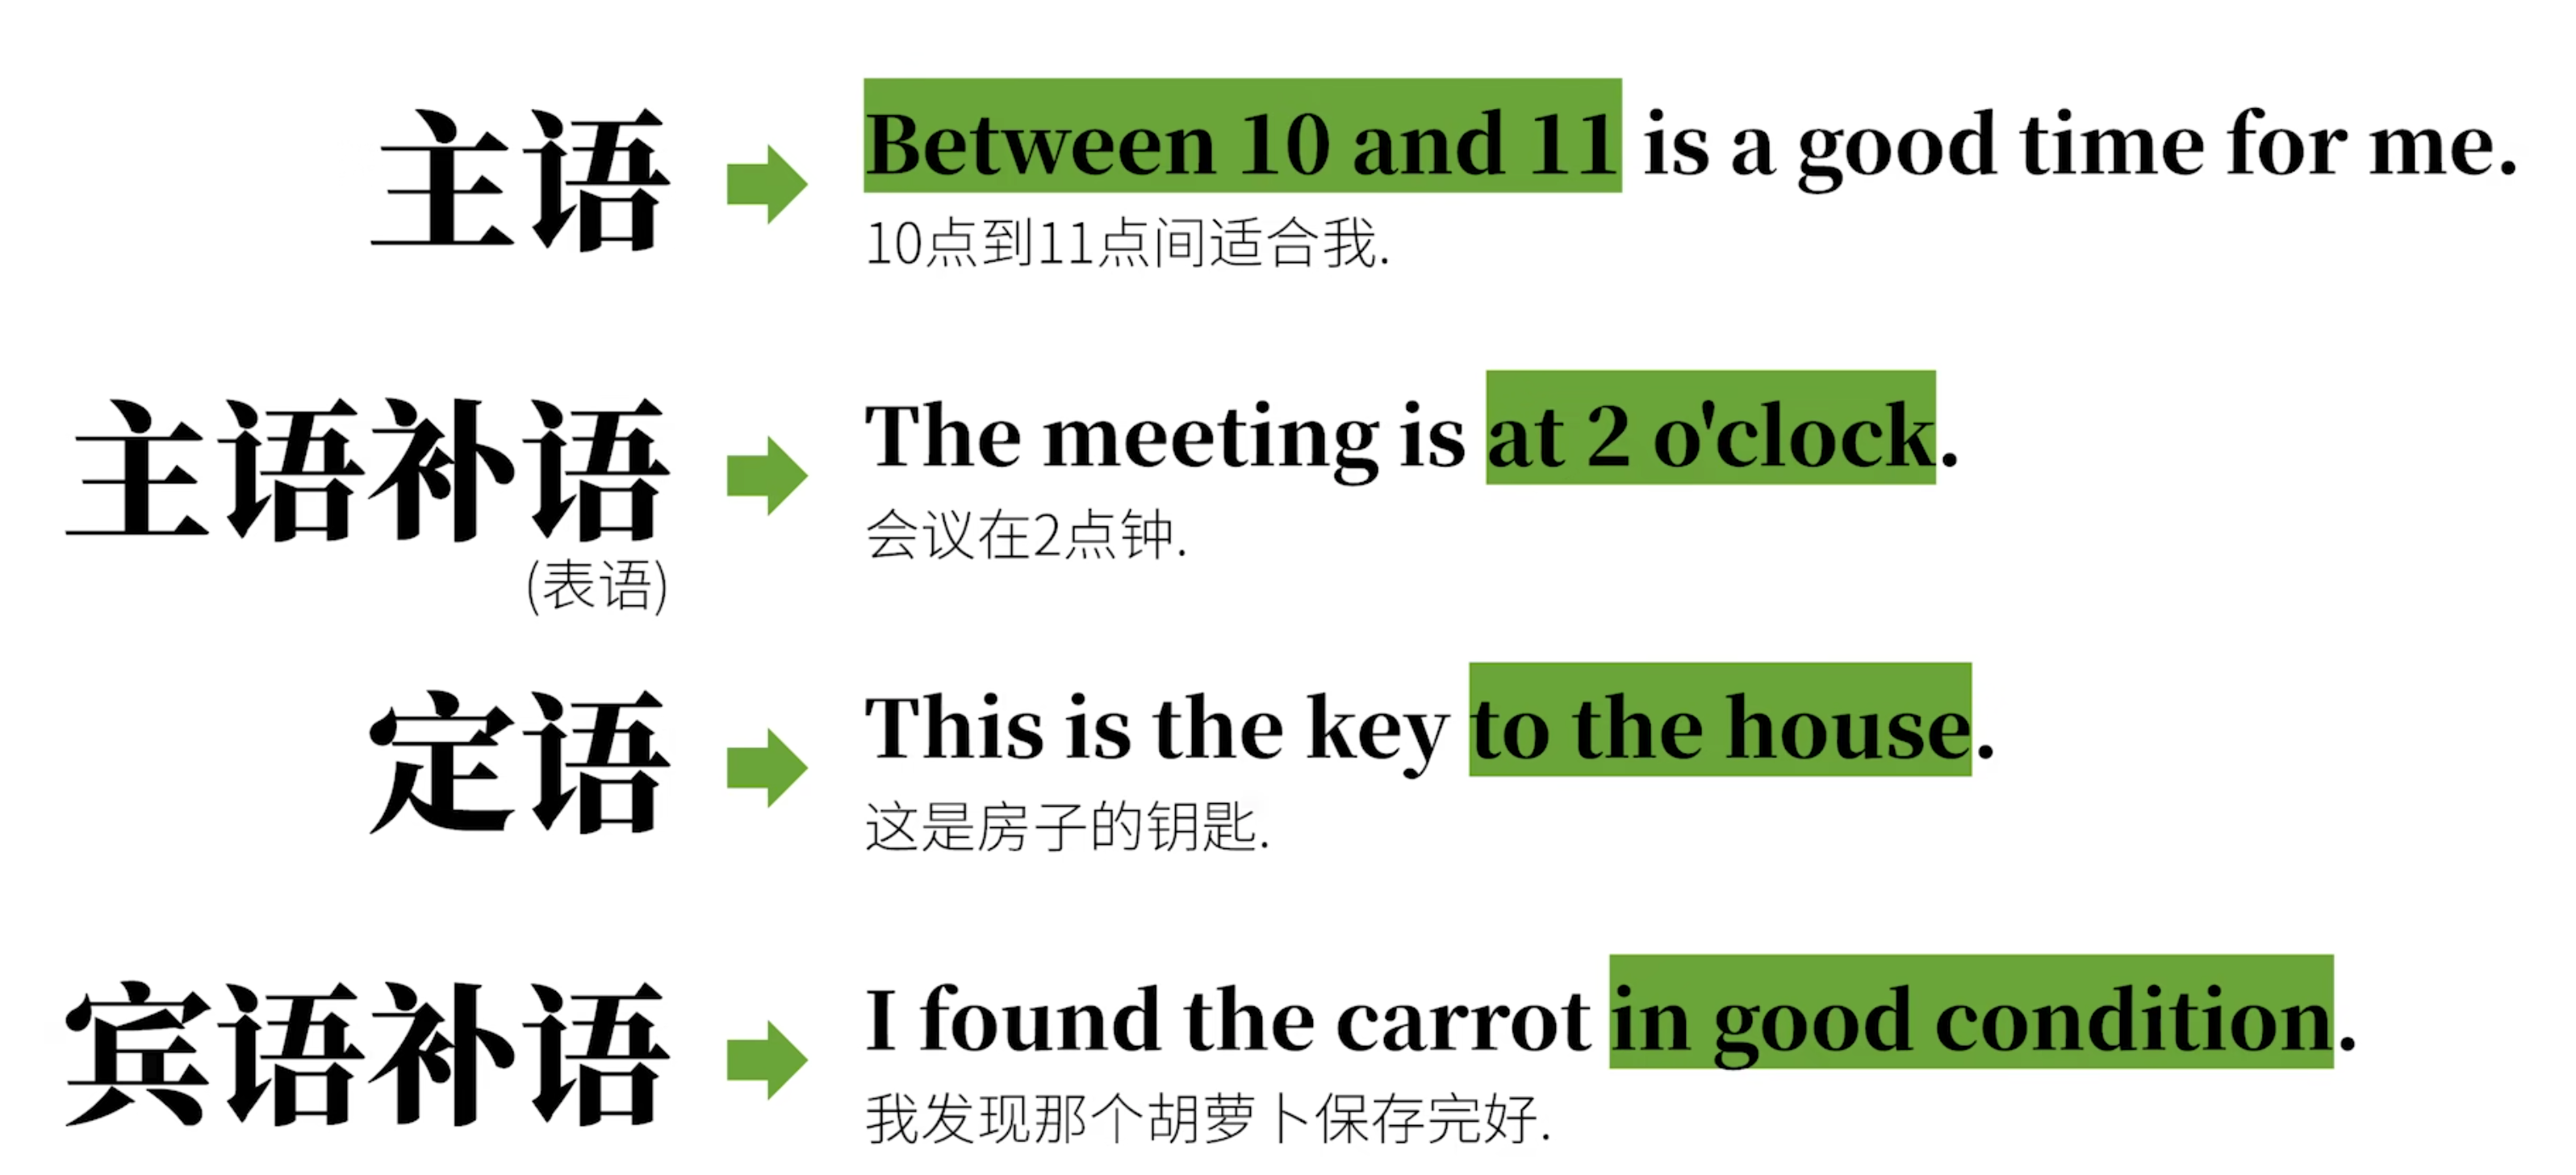 主语
Between 10 and 11 is a good time for me.
10点到11点间适合我.
主语补语
(表语)
The meeting is at 2 o'clock.
会议在2点钟.
定语
This is the key to the house.
这是房子的钥匙.
宾语补语
I found the carrot in good condition.
我发现那个胡萝卜保存完好.